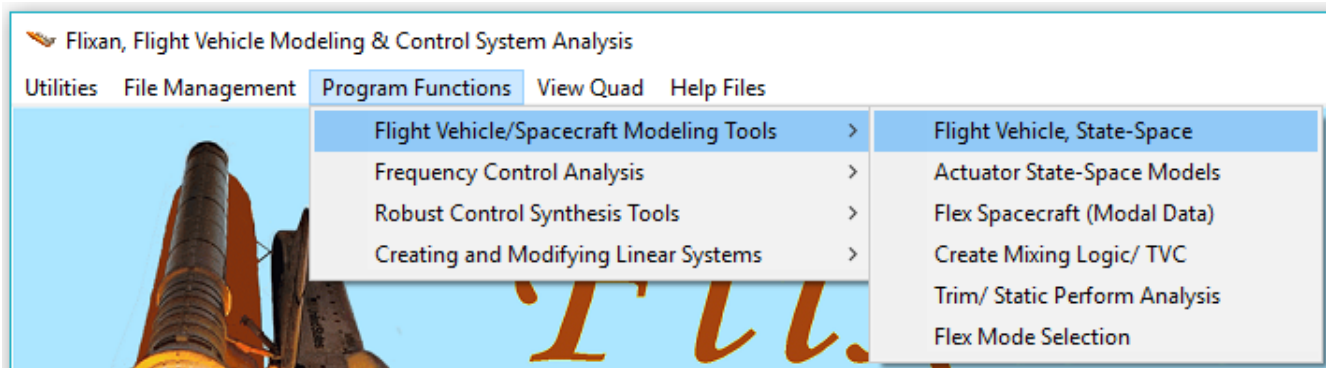 Flixan, Flight Vehicle Modeling & Control System Analysis
Utilities File Management Program Functions View Quad Help Files
Flight Vehicle/Spacecraft Modeling Tools >
Frequency Control Analysis >
Robust Control Synthesis Tools >
Creating and Modifying Linear Systems >
Flight Vehicle, State-Space
Actuator State-Space Models
Flex Spacecraft (Modal Data)
Create Mixing Logic/ TVC
Trim/ Static Perform Analysis
Flex Mode Selection